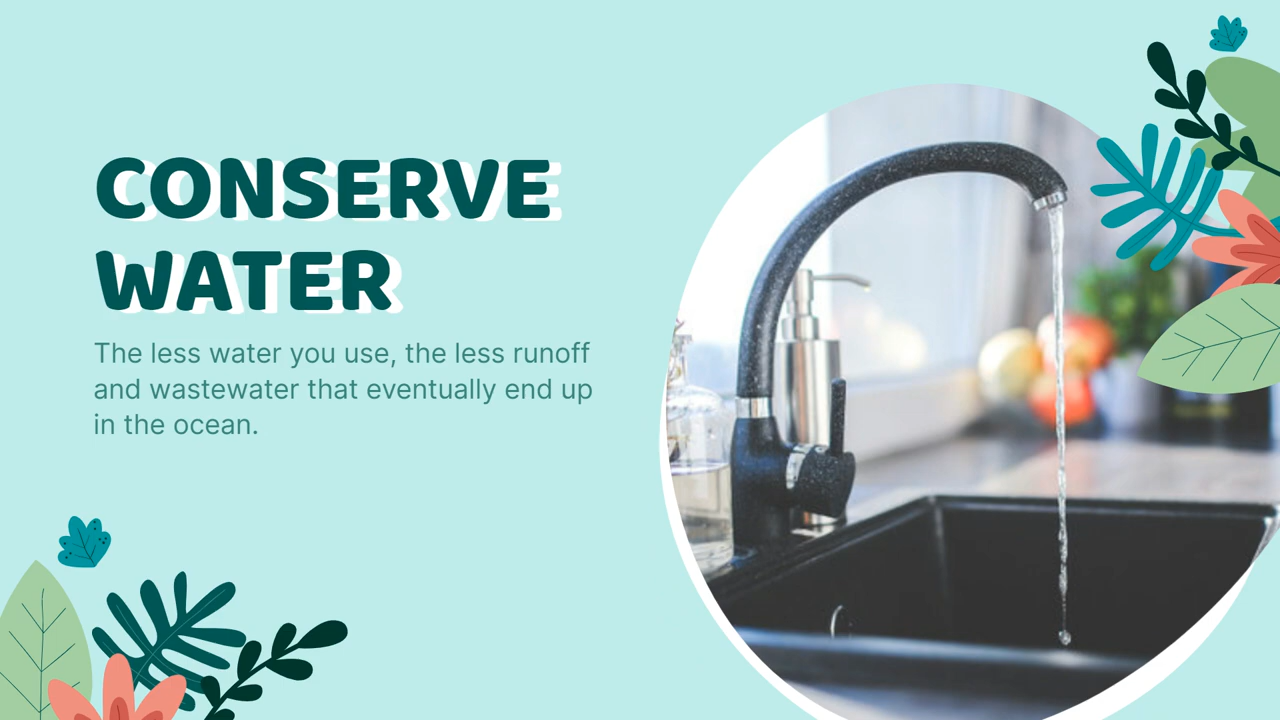 CONSERVE
WATER
The less water you use, the less runoff
and wastewater that eventually end up
in the ocean.